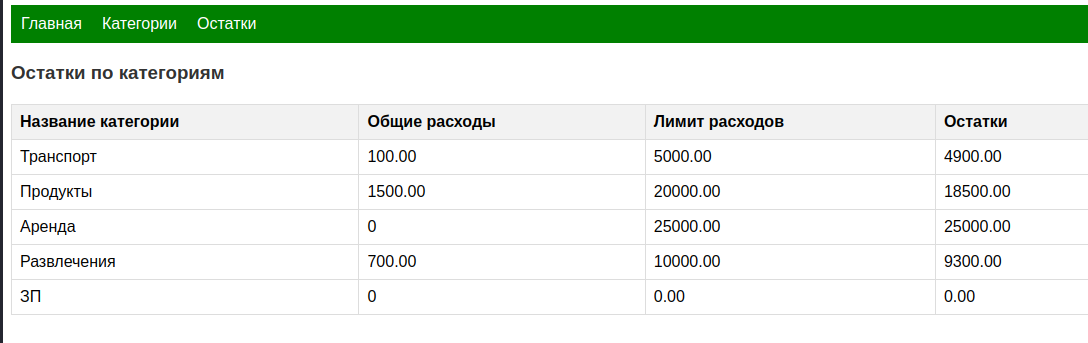 Главная Категории Остатки
Остатки по категориям
Название категории Общие расходы Лимит расходов Остатки
Транспорт 100.00 5000.00 4900.00
Продукты 1500.00 20000.00 18500.00
Аренда 0 25000.00 25000.00
Развлечения 700.00 10000.00 9300.00
ЗП 0 0.00 0.00